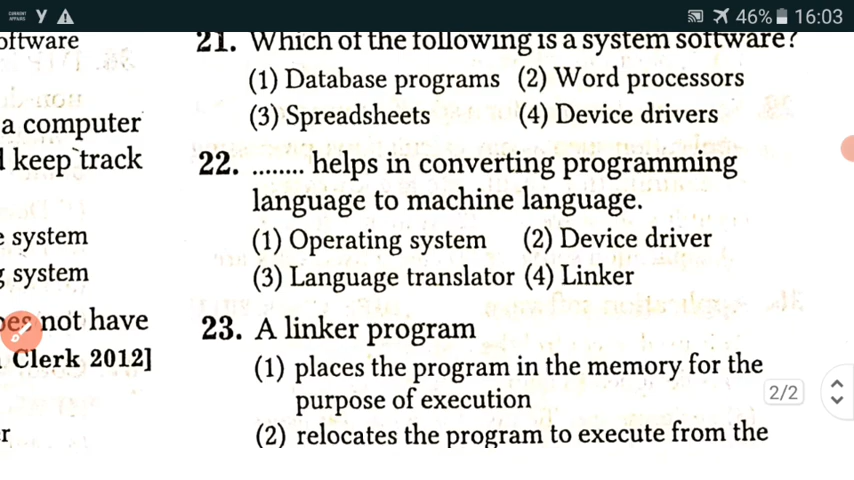 CURRENT AFFAIRS
46% 16:03
software
a computer
keep track
system
system
not have
Clerk 2012]
21. Which of the following is a system software?
(1) Database programs (2) Word processors
(3) Spreadsheets (4) Device drivers
22. ........ helps in converting programming
language to machine language.
(1) Operating system (2) Device driver
(3) Language translator (4) Linker
23. A linker program
(1) places the program in the memory for the
purpose of execution
(2) relocates the program to execute from the
2/2